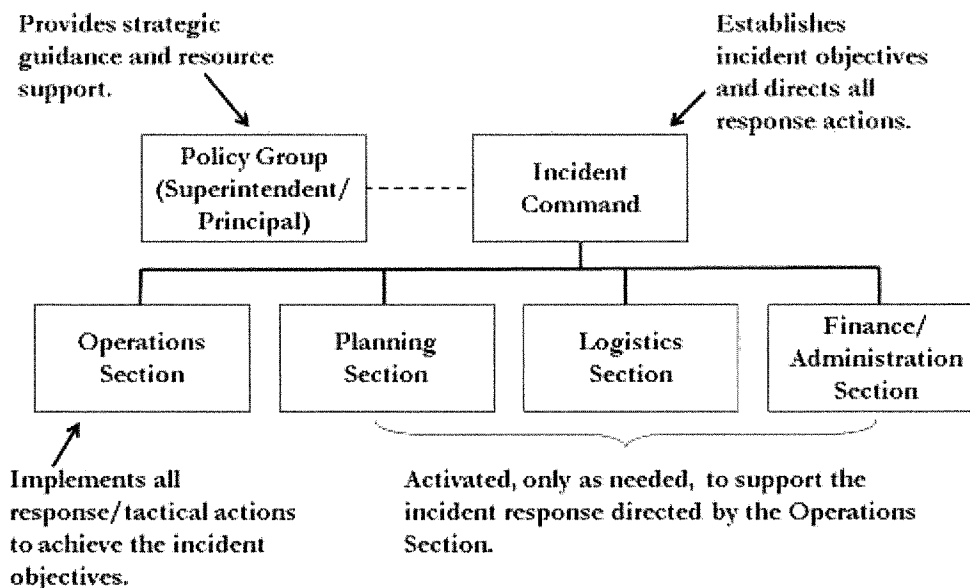 Provides strategic
guidance and resource
support.
Establishes
incident objectives
and directs all
response actions.
Policy Group
(Superintendent/
Principal)
Incident
Command
Operations
Section
Planning
Section
Logistics
Section
Finance/
Administration
Section
Implements all
response/tactical actions
to achieve the incident
objectives.
Activated, only as needed, to support the
incident response directed by the Operations
Section.